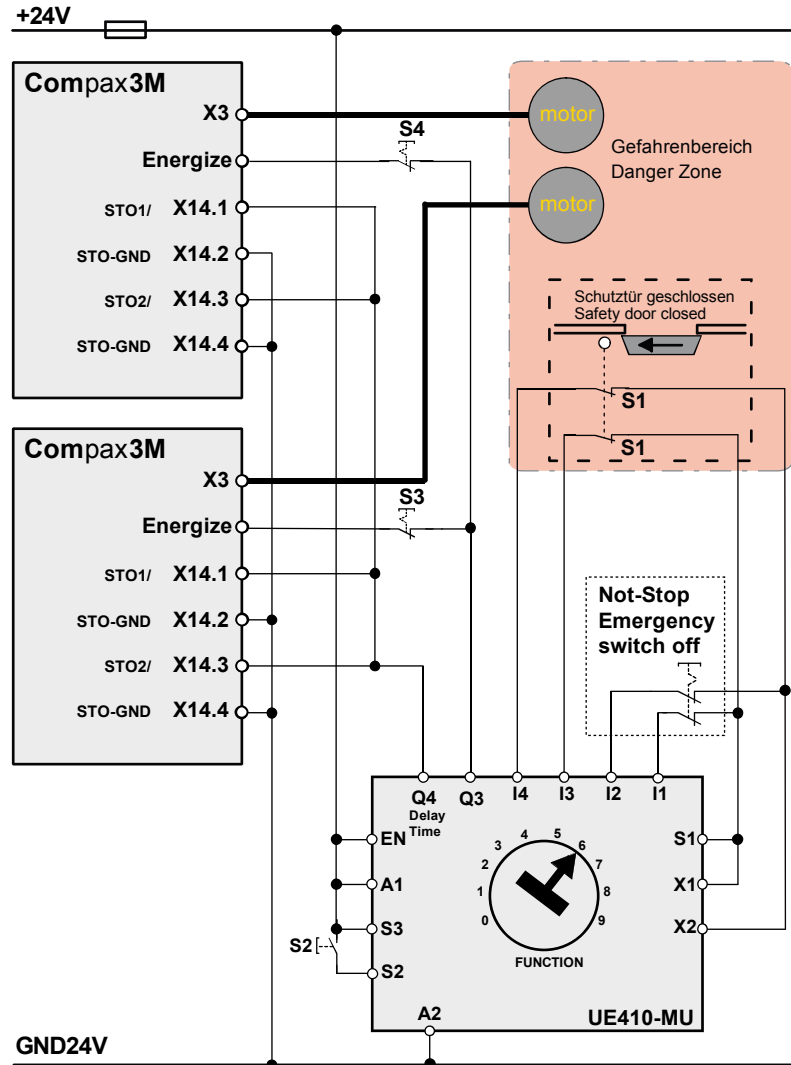 +24V
Compax3M
X3
Energize
STO1/ X14.1
STO-GND X14.2
STO2/ X14.3
STO-GND X14.4
S4
motor
motor
Gefahrenbereich
Danger Zone
Schutztür geschlossen
Safety door closed
S1
S1
Compax3M
X3
Energize
STO1/ X14.1
STO-GND X14.2
STO2/ X14.3
STO-GND X14.4
S3
Not-Stop
Emergency
switch off
Q4
Delay
Time
Q3
I4
I3
I2
I1
EN
A1
S3
S2
S2
0
1
2
3
4
5
6
7
8
9
FUNCTION
S1
X1
X2
A2
UE410-MU
GND24V